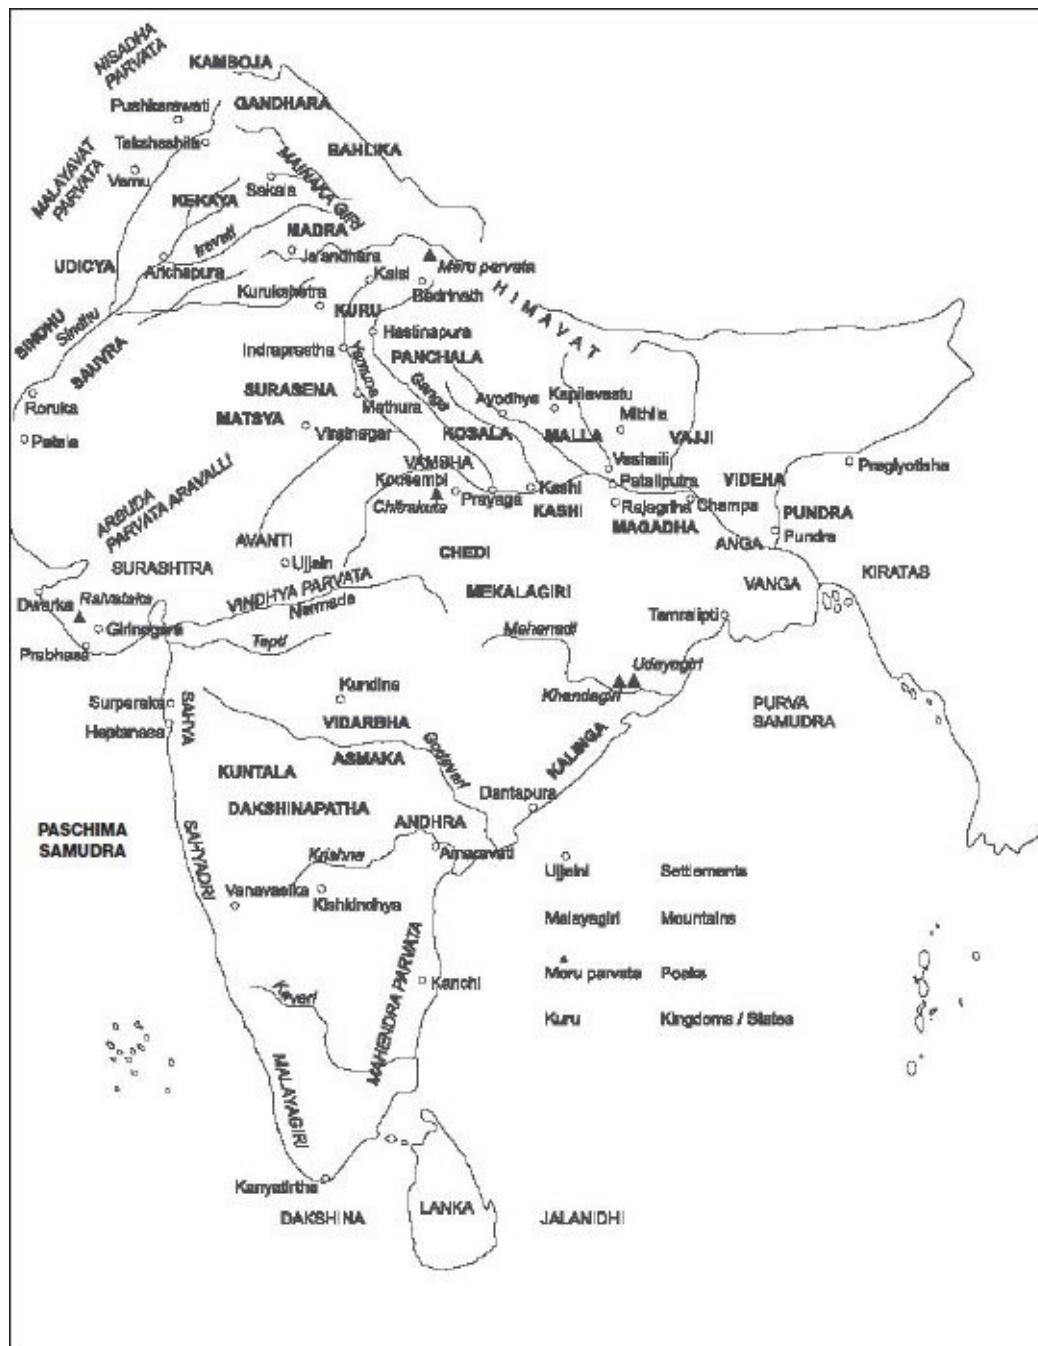 NISADHA
PARVATA
KAMBOJA
Pushkarawati
GANDHARA
Takshashila
BAHLIKA
MALAYAVAT
PARVATA
Vamu
MAINAKA GIRI
Sakala
KEKAYA
Iravati
MADRA
Jalandhara
UDICYA
Arichapura
Meru parvata
Kalsi
Badrinath
Kurukshetra
KURU
HIMAVAT
SINDHU
Sindhu
SAUVRA
Hastinapura
Indraprastha
PANCHALA
Yamuna
Ganga
SURASENA
Mathura
Ayodhya
Kapilavastu
Roruka
MATSYA
Viratnagar
Mithila
Patala
KOSALA
MALLA
VAJJI
VAMSHA
Vashaili
Pragjyotisha
ARBUDA
PARVATA ARAVALLI
Kousambi
Chitrakuta
Prayaga
Kashi
KASHI
Pataliputra
VIDEHA
Rajagriha
Champa
MAGADHA
PUNDRA
Pundra
AVANTI
CHEDI
ANGA
Ujjain
SURASHTRA
VANGA
KIRATAS
VINDHYA PARVATA
Narmada
MEKALAGIRI
Dwarka
Raivataka
Girinagara
Tamralipti
Prabhasa
Tapti
Mahanadi
Udayagiri
Khandagiri
Kundina
Surparaka
SAHYA
Heptanasa
VIDARBHA
PURVA
SAMUDRA
ASMAKA
Godavari
KALINGA
KUNTALA
Dantapura
DAKSHINAPATHA
PASCHIMA
SAMUDRA
ANDHRA
SAHYADRI
Krishna
Amaravati
Vanavasika
Kishkindhya
Ujjaini Settlements
Malayagiri Mountains
Meru parvata Peaks
Kuru Kingdoms / States
MAHENDRA PARVATA
Kanchi
Kaveri
MALAYAGIRI
Kanyatirtha
LANKA
DAKSHINA JALANIDHI